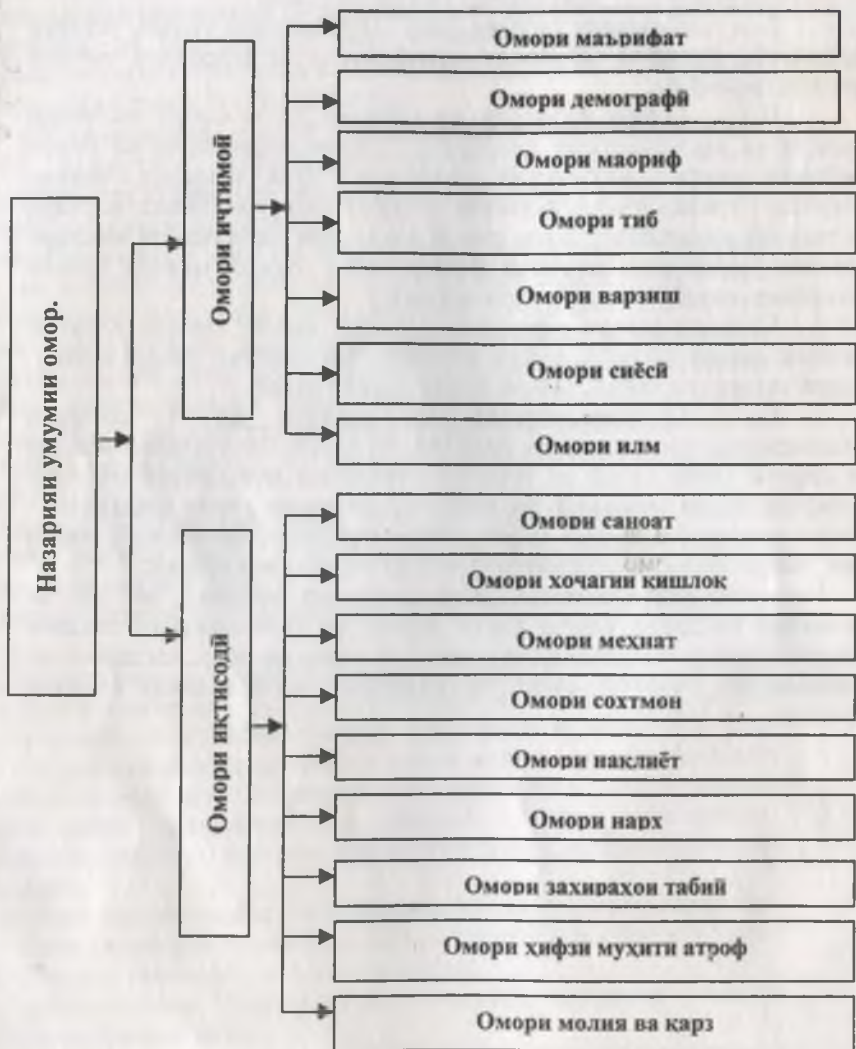 Назарияи умумии омор.
Омори ичтимоӣ
Омори маърифат
Омори демографӣ
Омори маориф
Омори тиб
Омори варзиш
Омори сиёсӣ
Омори илм
Омори иқтисодӣ
Омори саноат
Омори хоҷагии қишлоқ
Омори меҳнат
Омори сохтмон
Омори нақлиёт
Омори нарх
Омори захираҳои табиӣ
Омори ҳифзи муҳити атроф
Омори молия ва қарз